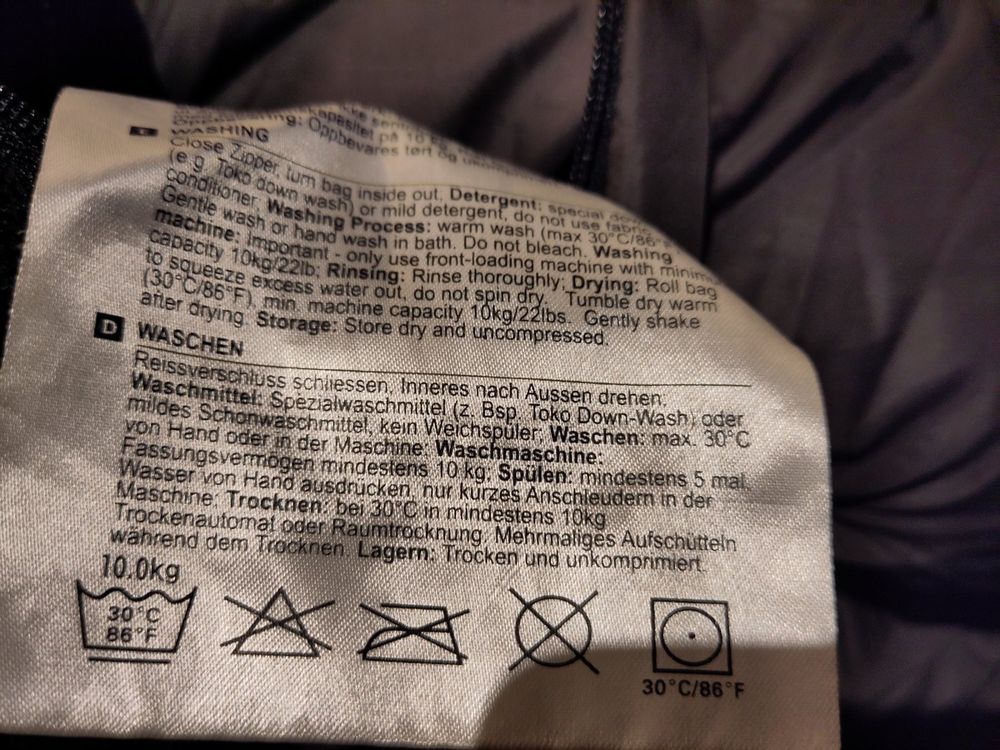 kapasitet på 10 kg,
Oppbevaring: Oppbevares tørt og
WASHING
Close Zipper, turn bag inside out. Detergent: special down
(e.g. Toko down wash) or mild detergent, do not use fabric
conditioner. Washing Process: warm wash (max 30°C/86°F)
Gentle wash or hand wash in bath. Do not bleach. Washing
machine: Important - only use front-loading machine with minimum
capacity 10kg/22lb; Rinsing: Rinse thoroughly; Drying: Roll bag
to squeeze excess water out, do not spin dry. Tumble dry warm
(30°C/86°F), min. machine capacity 10kg/22lbs. Gently shake
after drying. Storage: Store dry and uncompressed.
D WASCHEN
Reissverschluss schliessen, Inneres nach Aussen drehen;
Waschmittel: Spezialwaschmittel (z. Bsp. Toko Down-Wash) oder
mildes Schonwaschmittel, kein Weichspüler; Waschen: max. 30°C
von Hand oder in der Maschine; Waschmaschine:
Fassungsvermögen mindestens 10 kg; Spülen: mindestens 5 mal,
Wasser von Hand ausdrücken, nur kurzes Anschleudern in der
Maschine; Trocknen: bei 30°C in mindestens 10kg
Trockenautomat oder Raumtrocknung. Mehrmaliges Aufschütteln
während dem Trocknen. Lagern: Trocken und unkomprimiert.
10.0kg
30°C
86°F
30°C/86°F